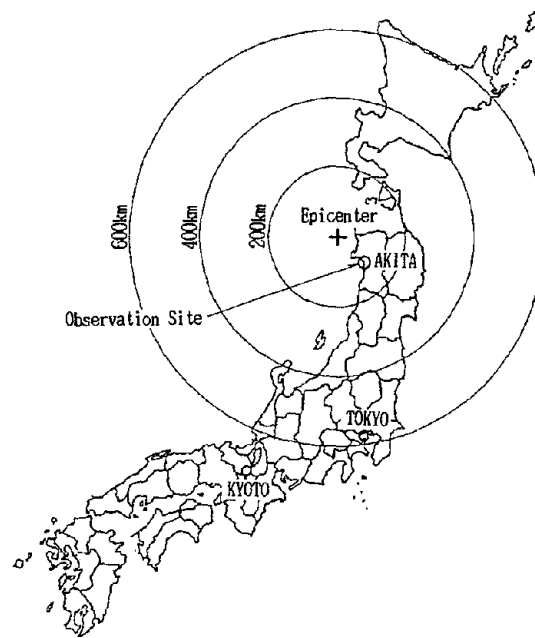 600km
400km
200km
Epicenter
AKITA
Observation Site
TOKYO
KYOTO